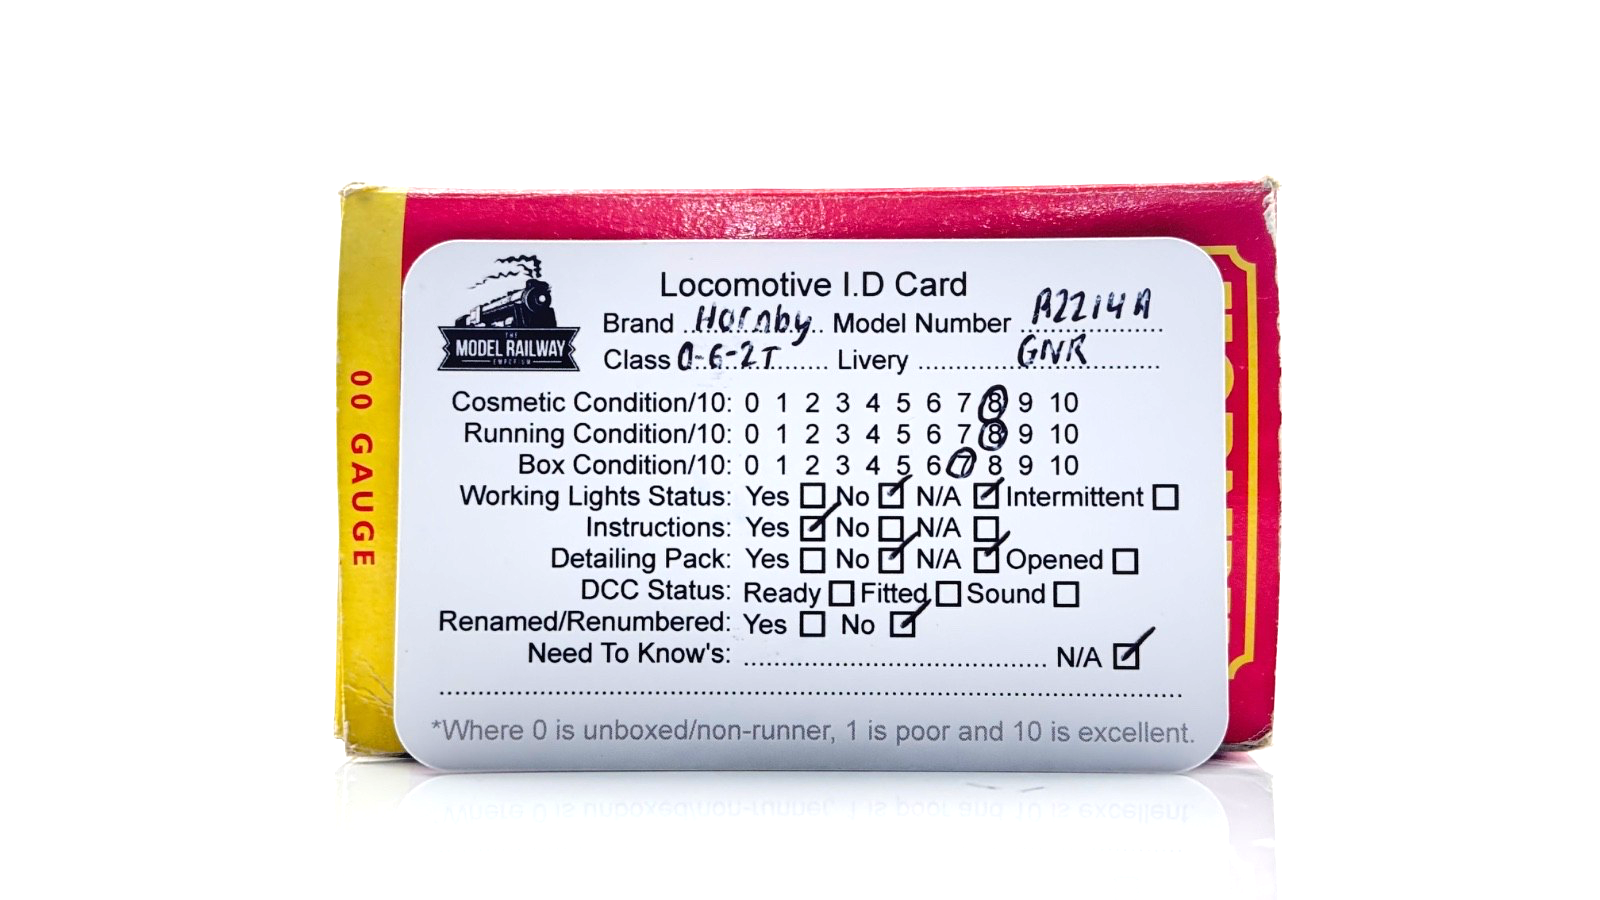 Locomotive I.D Card
THE
MODEL RAILWAY
EMPORIUM
Brand Hornby Model Number R2214A
Class 0-6-2T Livery GNR
Cosmetic Condition/10: 0 1 2 3 4 5 6 7 8 9 10
Running Condition/10: 0 1 2 3 4 5 6 7 8 9 10
Box Condition/10: 0 1 2 3 4 5 6 7 8 9 10
Working Lights Status: Yes No N/A Intermittent
Instructions: Yes No N/A
Detailing Pack: Yes No N/A Opened
DCC Status: Ready Fitted Sound
Renamed/Renumbered: Yes No
Need To Know's: N/A
*Where 0 is unboxed/non-runner, 1 is poor and 10 is excellent.
00 GAUGE